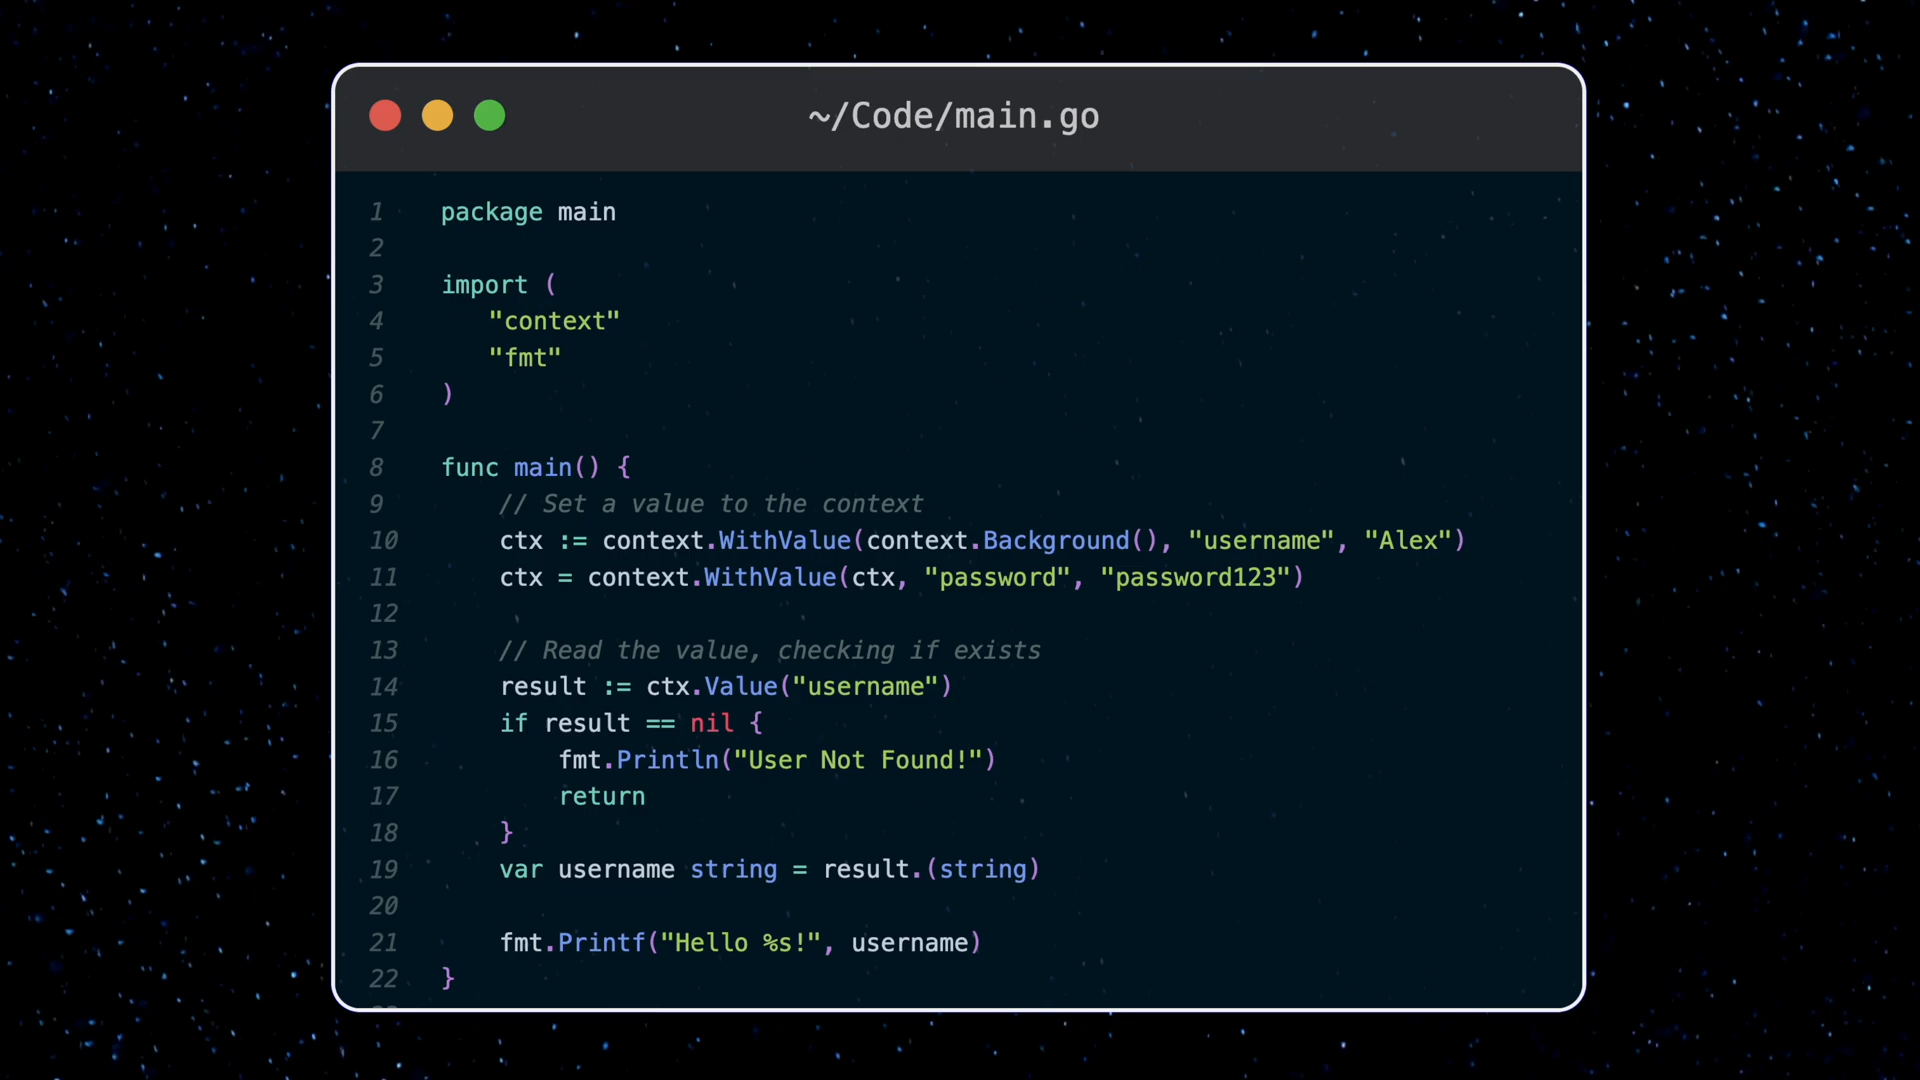 ~/Code/main.go
1 package main
2
3 import (
4 "context"
5 "fmt"
6 )
7
8 func main() {
9 // Set a value to the context
10 ctx := context.WithValue(context.Background(), "username", "Alex")
11 ctx = context.WithValue(ctx, "password", "password123")
12
13 // Read the value, checking if exists
14 result := ctx.Value("username")
15 if result == nil {
16 fmt.Println("User Not Found!")
17 return
18 }
19 var username string = result.(string)
20
21 fmt.Printf("Hello %s!", username)
22 }